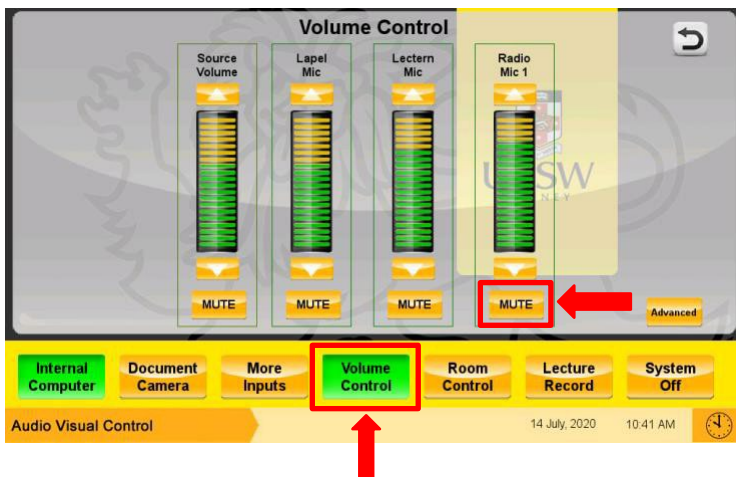 Volume Control
Source
Volume
Lapel
Mic
Lectern
Mic
Radio
Mic 1
SW
NEY
MUTE
MUTE
MUTE
MUTE
Advanced
Internal
Computer
Document
Camera
More
Inputs
Volume
Control
Room
Control
Lecture
Record
System
Off
Audio Visual Control
14 July, 2020
10:41 AM